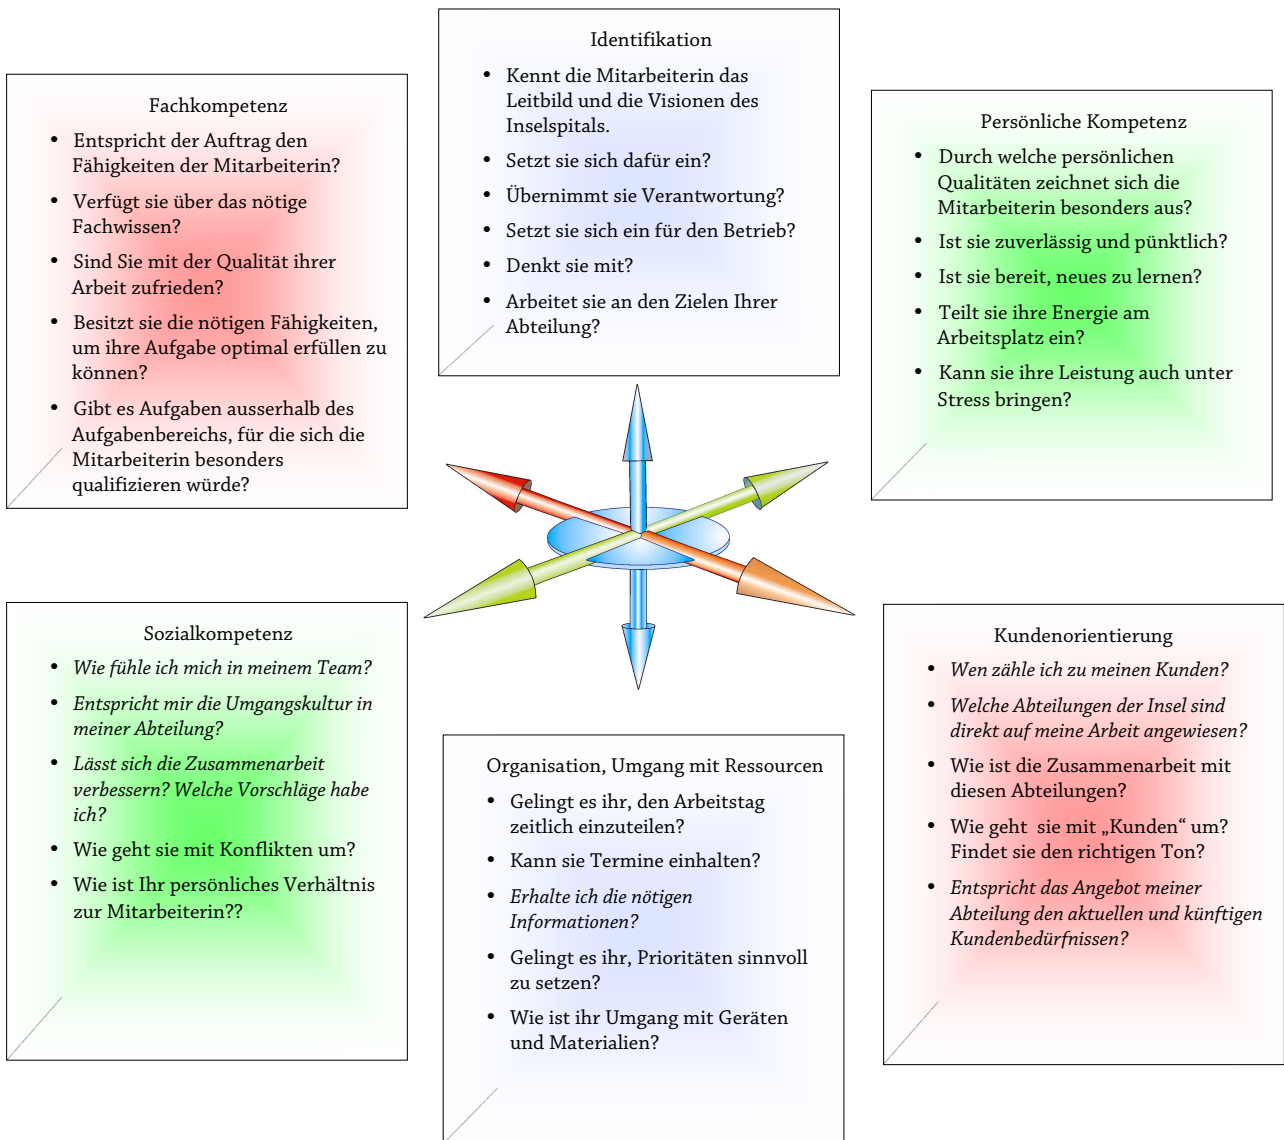 Identifikation
• Kennt die Mitarbeiterin das
Leitbild und die Visionen des
Inselspitals.
• Setzt sie sich dafür ein?
• Übernimmt sie Verantwortung?
• Setzt sie sich ein für den Betrieb?
• Denkt sie mit?
• Arbeitet sie an den Zielen Ihrer
Abteilung?
Fachkompetenz
• Entspricht der Auftrag den
Fähigkeiten der Mitarbeiterin?
• Verfügt sie über das nötige
Fachwissen?
• Sind Sie mit der Qualität ihrer
Arbeit zufrieden?
• Besitzt sie die nötigen Fähigkeiten,
um ihre Aufgabe optimal erfüllen zu
können?
• Gibt es Aufgaben ausserhalb des
Aufgabenbereichs, für die sich die
Mitarbeiterin besonders
qualifizieren würde?
Persönliche Kompetenz
• Durch welche persönlichen
Qualitäten zeichnet sich die
Mitarbeiterin besonders aus?
• Ist sie zuverlässig und pünktlich?
• Ist sie bereit, neues zu lernen?
• Teilt sie ihre Energie am
Arbeitsplatz ein?
• Kann sie ihre Leistung auch unter
Stress bringen?
Sozialkompetenz
• Wie fühle ich mich in meinem Team?
• Entspricht mir die Umgangskultur in
meiner Abteilung?
• Lässt sich die Zusammenarbeit
verbessern? Welche Vorschläge habe
ich?
• Wie geht sie mit Konflikten um?
• Wie ist Ihr persönliches Verhältnis
zur Mitarbeiterin??
Organisation, Umgang mit Ressourcen
• Gelingt es ihr, den Arbeitstag
zeitlich einzuteilen?
• Kann sie Termine einhalten?
• Erhalte ich die nötigen
Informationen?
• Gelingt es ihr, Prioritäten sinnvoll
zu setzen?
• Wie ist ihr Umgang mit Geräten
und Materialien?
Kundenorientierung
• Wen zähle ich zu meinen Kunden?
• Welche Abteilungen der Insel sind
direkt auf meine Arbeit angewiesen?
• Wie ist die Zusammenarbeit mit
diesen Abteilungen?
• Wie geht sie mit „Kunden“ um?
Findet sie den richtigen Ton?
• Entspricht das Angebot meiner
Abteilung den aktuellen und künftigen
Kundenbedürfnissen?